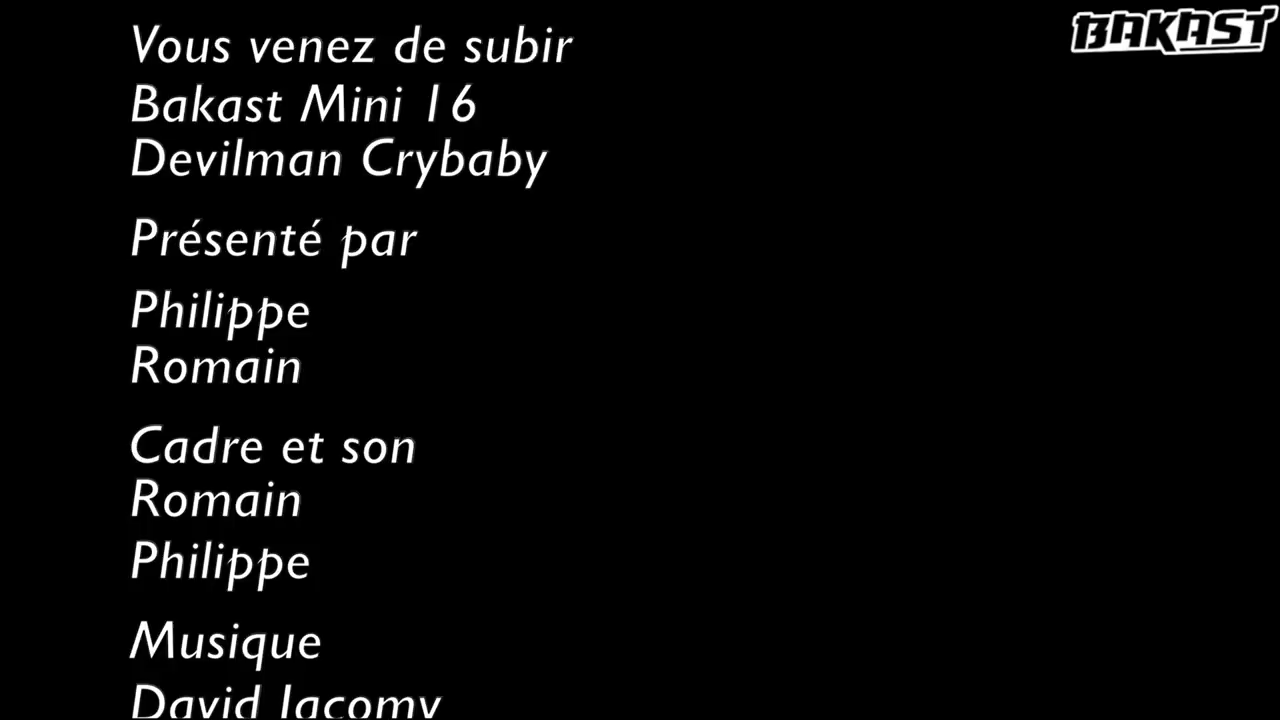 BAKAST
Vous venez de subir
Bakast Mini 16
Devilman Crybaby
Présenté par
Philippe
Romain
Cadre et son
Romain
Philippe
Musique
David Jacomy